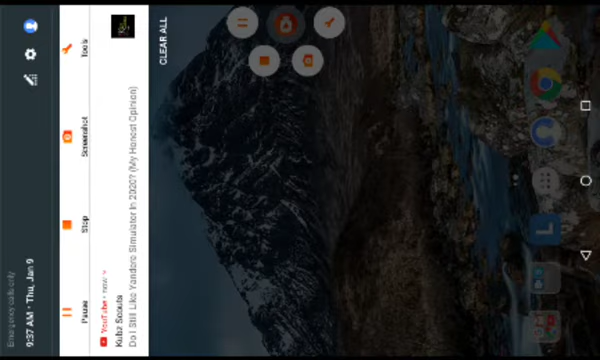 Emergency calls only
9:37 AM · Thu, Jan 9
Pause
Stop
Screenshot
Tools
YouTube · now
Kubz Scouts
Do I Still Like Yandere Simulator In 2020? (My Honest Opinion)
CLEAR ALL